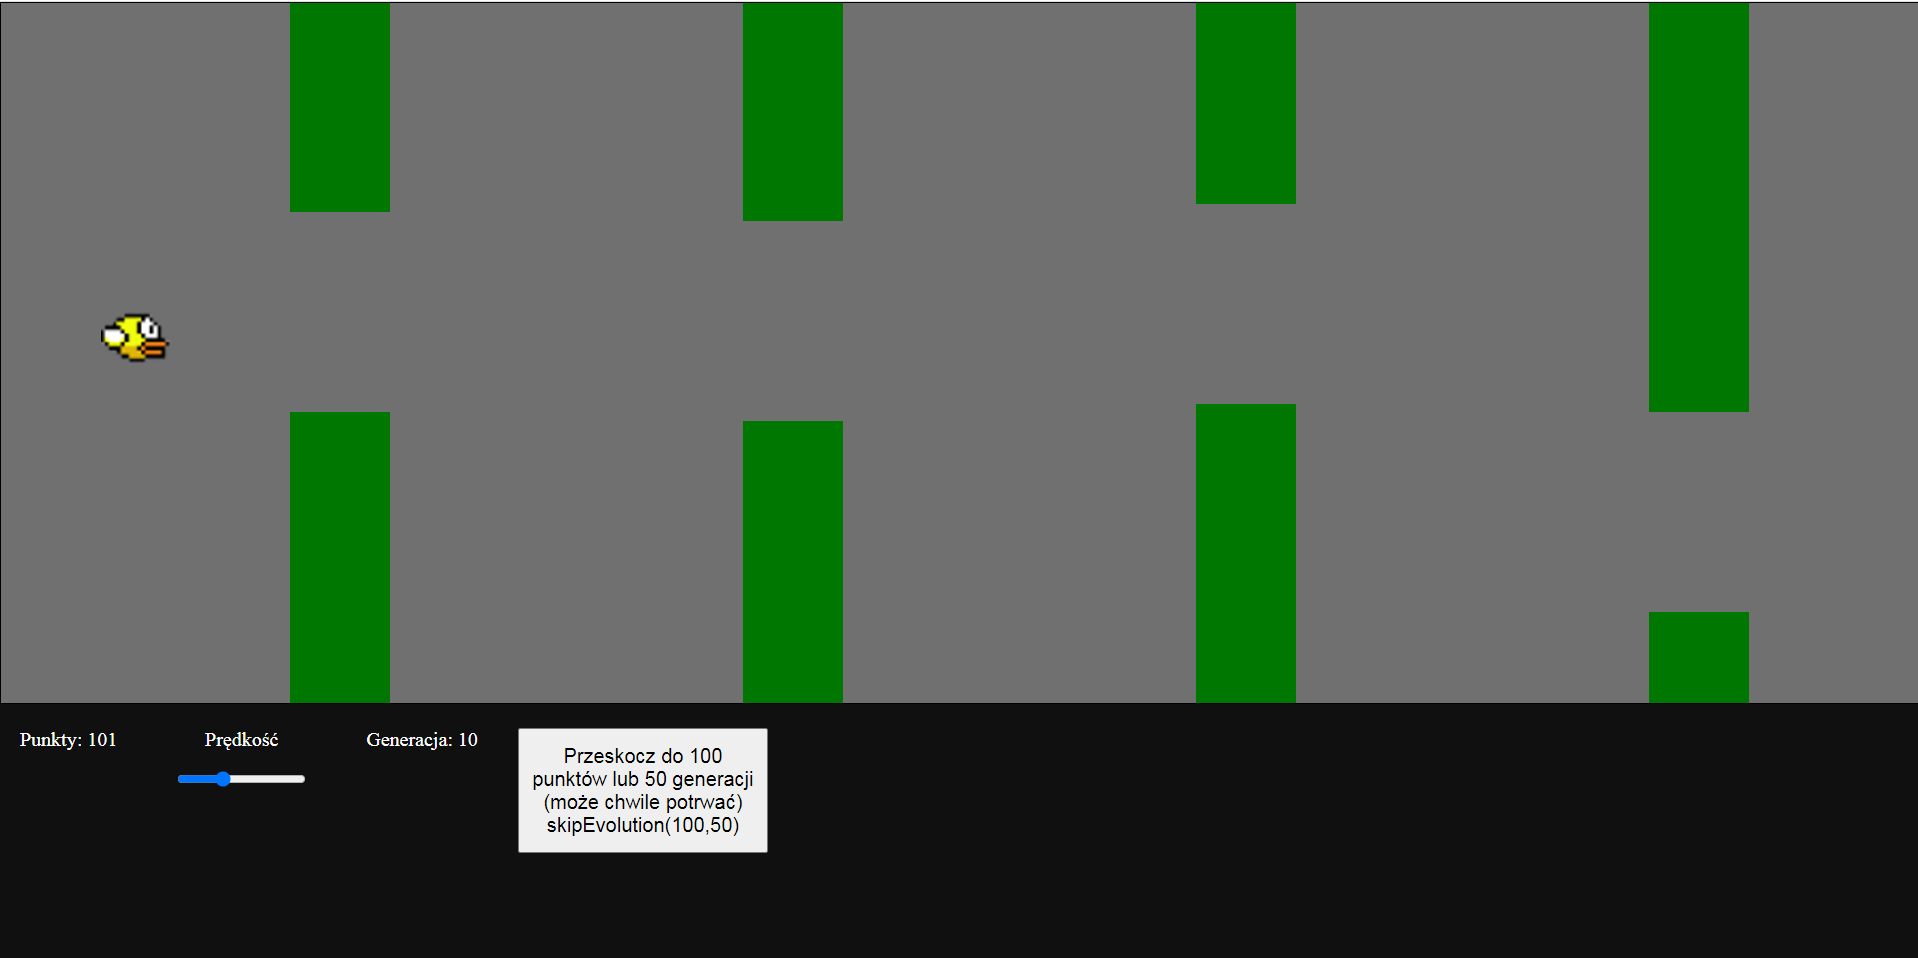 Punkty: 101
Prędkość
Generacja: 10
Przeskocz do 100
punktów lub 50 generacji
(może chwile potrwać)
skipEvolution(100,50)